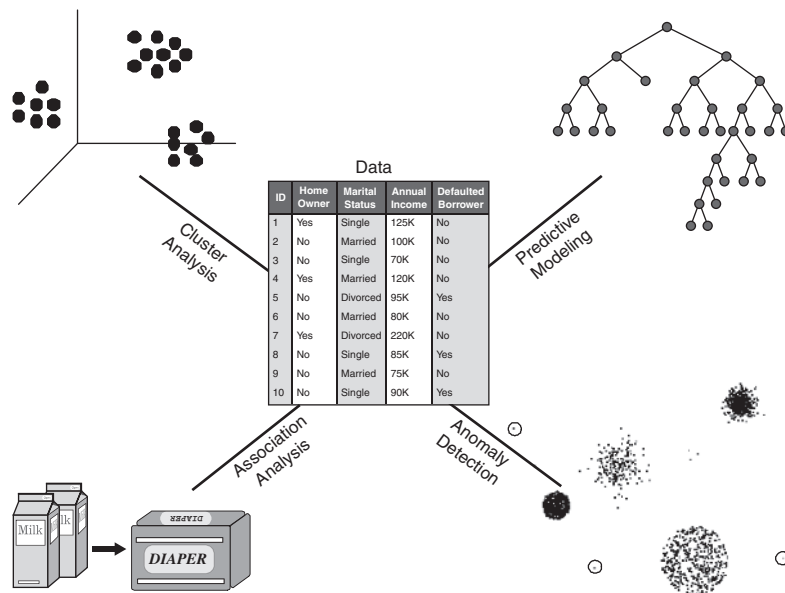 Data
ID Home Owner Marital Status Annual Income Defaulted Borrower
1 Yes Single 125K No
2 No Married 100K No
3 No Single 70K No
4 Yes Married 120K No
5 No Divorced 95K Yes
6 No Married 80K No
7 Yes Divorced 220K No
8 No Single 85K Yes
9 No Married 75K No
10 No Single 90K Yes
Cluster
Analysis
Predictive
Modeling
Association
Analysis
Anomaly
Detection
Milk
lk
DIAPER
DIAPER